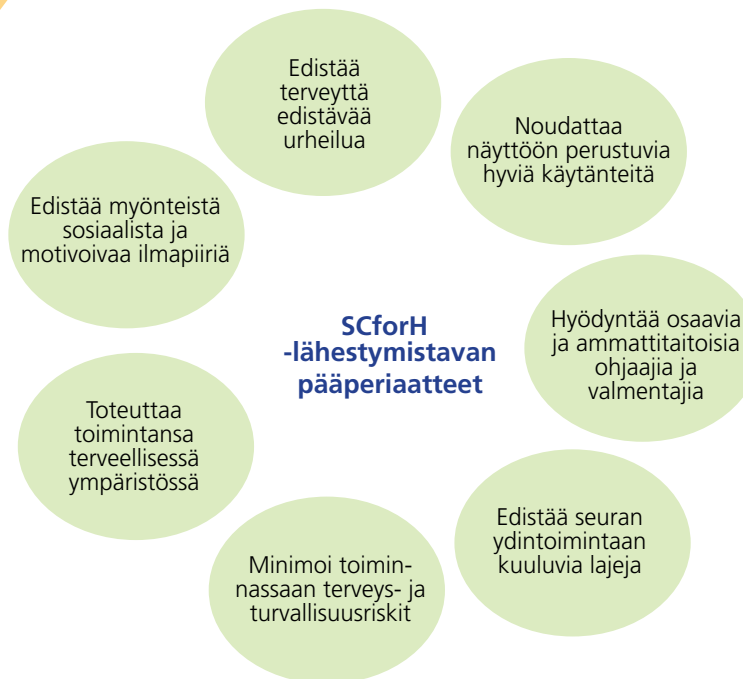 Edistää
terveyttä
edistävää
urheilua
Noudattaa
näyttöön perustuvia
hyviä käytänteitä
Hyödyntää osaavia
ja ammattitaitoisia
ohjaajia ja
valmentajia
Edistää seuran
ydintoimintaan
kuuluvia lajeja
Minimoi toimin-
nassaan terveys- ja
turvallisuusriskit
Toteuttaa
toimintansa
terveellisessä
ympäristössä
Edistää myönteistä
sosiaalista ja
motivoivaa ilmapiiriä
SCforH
-lähestymistavan
pääperiaatteet